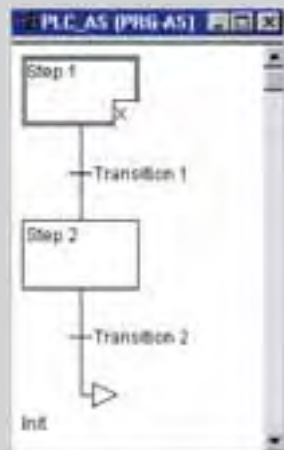 PLC_AS (PRG-AS)
Step 1
X
Transition 1
Step 2
Transition 2
Init